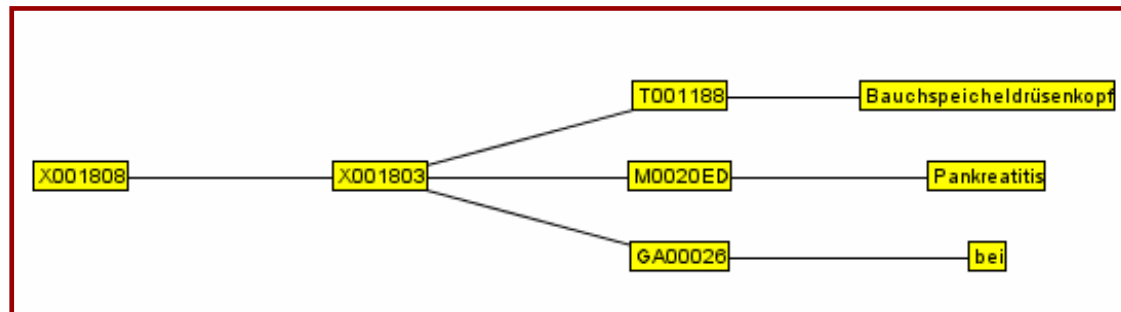 T001188 Bauchspeicheldrüsenkopf
X001808 X001803 M0020ED Pankreatitis
GA00026 bei